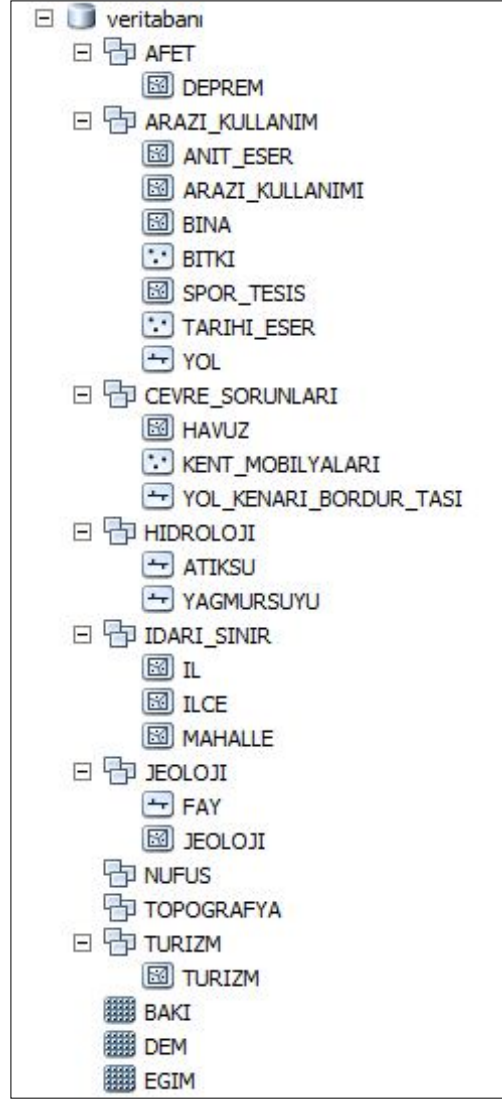 veritabanı
AFET
DEPREM
ARAZI_KULLANIM
ANIT_ESER
ARAZI_KULLANIMI
BINA
BITKI
SPOR_TESIS
TARIHI_ESER
YOL
CEVRE_SORUNLARI
HAVUZ
KENT_MOBILYALARI
YOL_KENARI_BORDUR_TASI
HIDROLOJI
ATIKSU
YAGMURSUYU
IDARI_SINIR
IL
ILCE
MAHALLE
JEOLOJI
FAY
JEOLOJI
NUFUS
TOPOGRAFYA
TURIZM
TURIZM
BAKI
DEM
EGIM